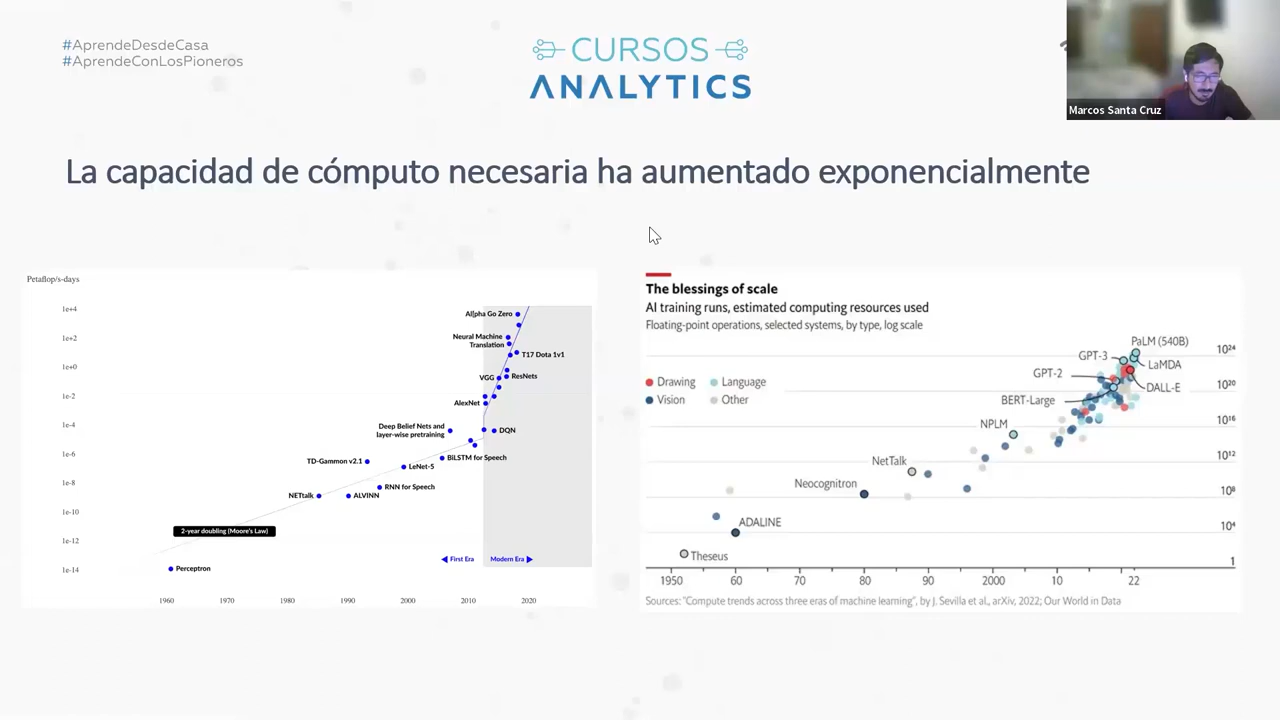 #AprendeDesdeCasa
#AprendeConLosPioneros
CURSOS
ANALYTICS
Marcos Santa Cruz
La capacidad de cómputo necesaria ha aumentado exponencialmente
Petaflop/s-days
1e+4
1e+2
1e+0
1e-2
1e-4
1e-6
1e-8
1e-10
1e-12
1e-14
Al[pha Go Zero
Neural Machine
Translation
T17 Dota 1v1
VGG
ResNets
AlexNet
Deep Belief Nets and
layer-wise pretraining
DQN
TD-Gammon v2.1
BiLSTM for Speech
LeNet-5
NETtalk
ALVINN
RNN for Speech
2-year doubling (Moore's Law)
First Era
Modern Era
Perceptron
1960
1970
1980
1990
2000
2010
2020
The blessings of scale
AI training runs, estimated computing resources used
Floating-point operations, selected systems, by type, log scale
Drawing
Language
Vision
Other
PaLM (540B)
GPT-3
LaMDA
GPT-2
DALL-E
BERT-Large
NPLM
NetTalk
Neocognitron
ADALINE
Theseus
10²⁴
10²⁰
10¹⁶
10¹²
10⁸
10⁴
1
1950
60
70
80
90
2000
10
22
Sources: "Compute trends across three eras of machine learning", by J. Sevilla et al., arXiv, 2022; Our World in Data